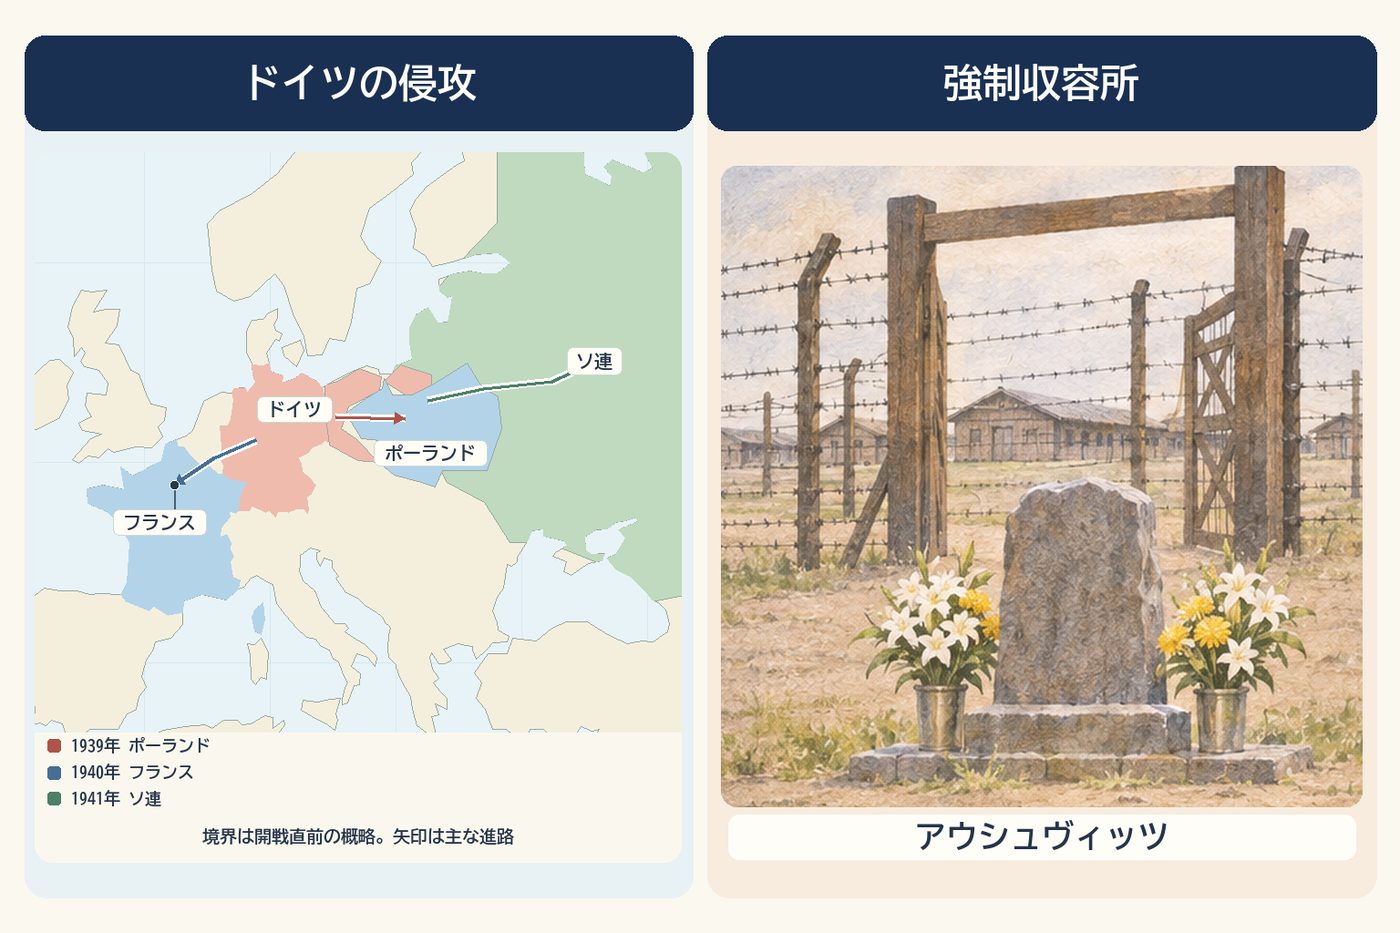 ドイツの侵攻
ソ連
ドイツ
ポーランド
フランス
1939年 ポーランド
1940年 フランス
1941年 ソ連
境界は開戦直前の概略。矢印は主な進路
強制収容所
アウシュヴィッツ